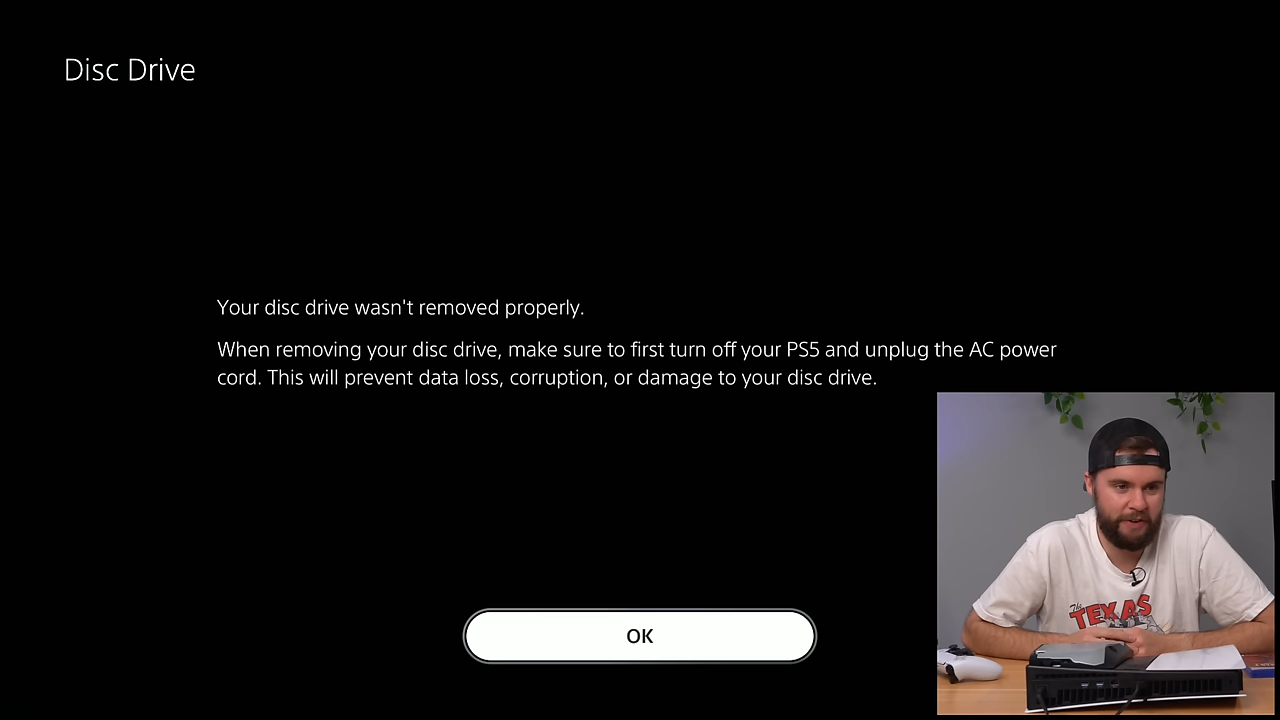 Disc Drive
Your disc drive wasn't removed properly.
When removing your disc drive, make sure to first turn off your PS5 and unplug the AC power
cord. This will prevent data loss, corruption, or damage to your disc drive.
The
TEXAS
OK